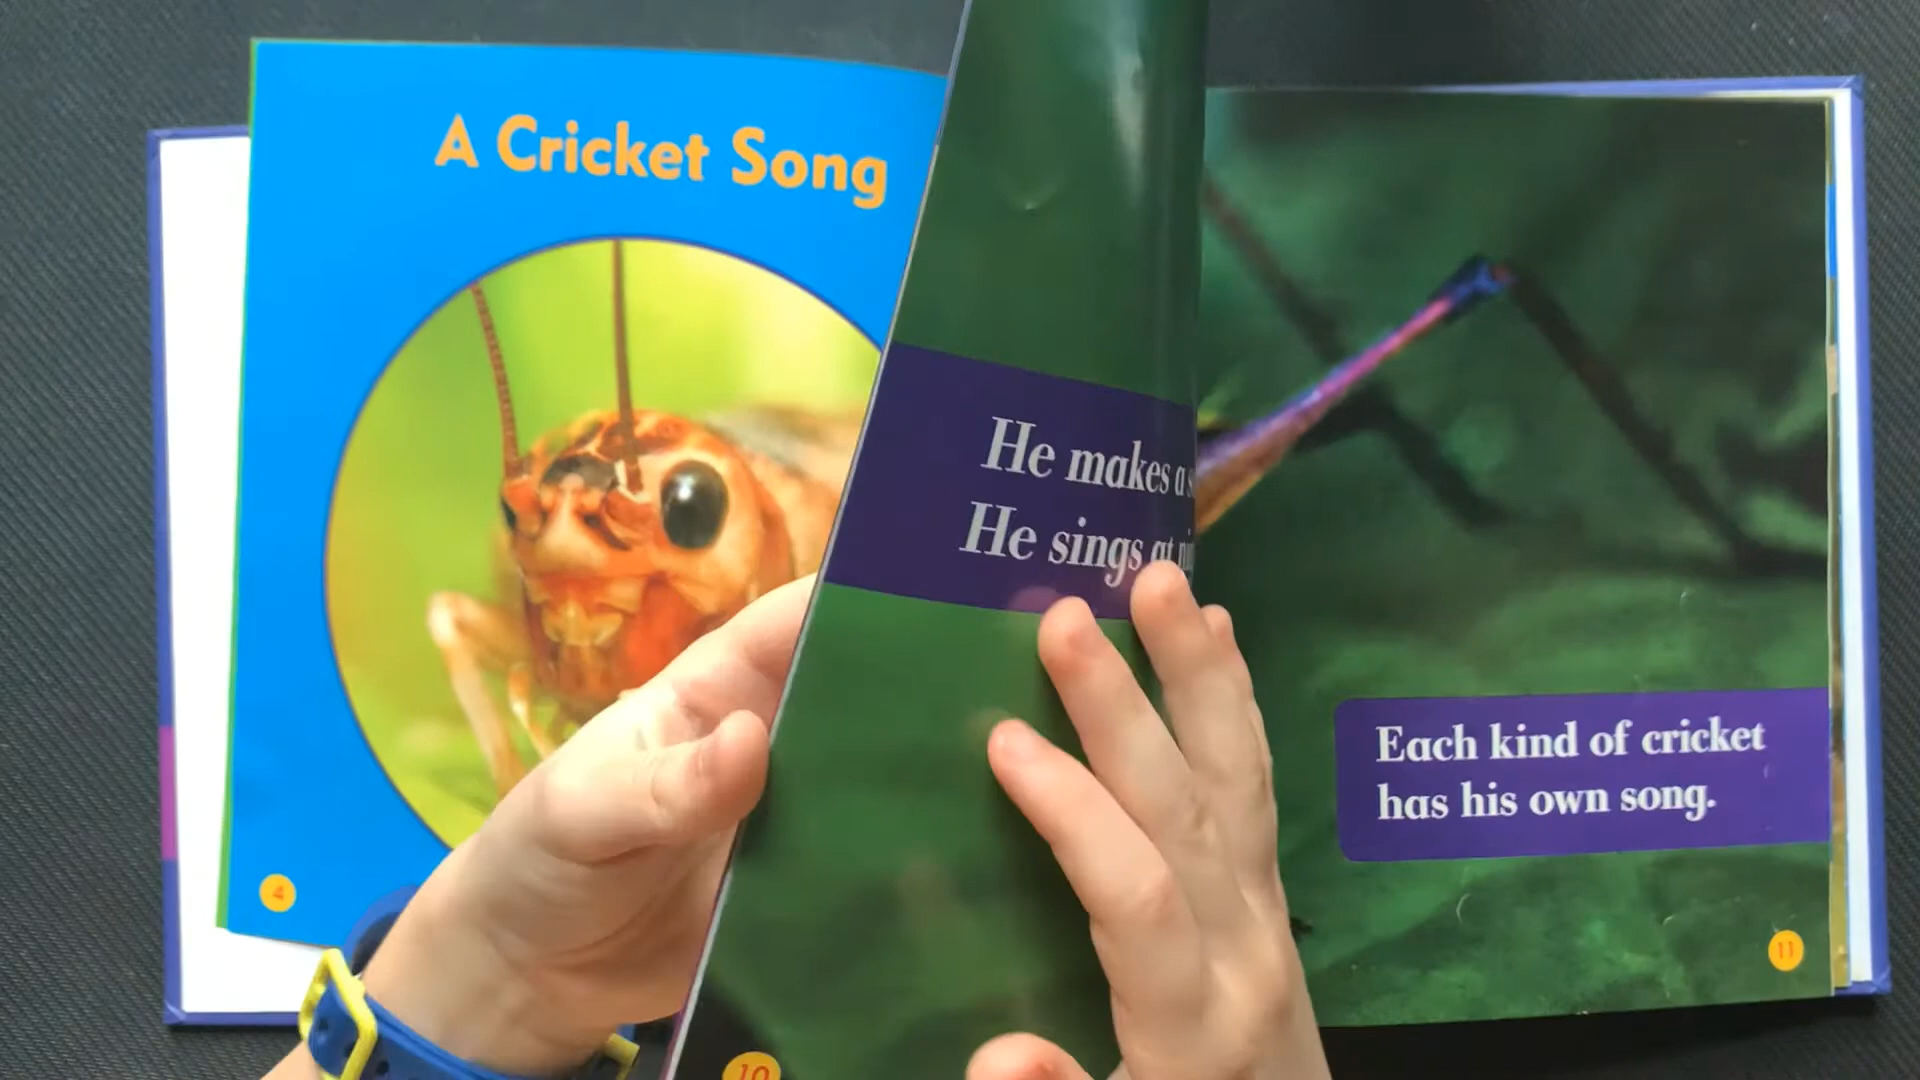 A Cricket Song
4
He makes a
He sings at
10
Each kind of cricket
has his own song.
11